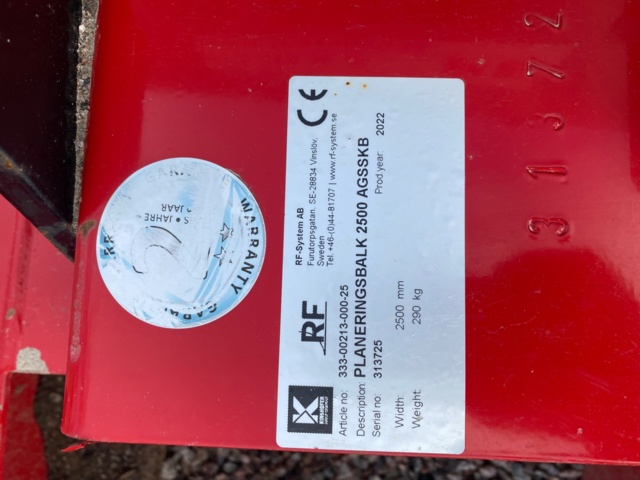 RF
RF-System AB
Furutorpsgatan, SE-28834 Vinslöv,
Sweden
Tel. +46-(0)44-81707 | www.rf-system.se
CE
Article no: 333-00213-000-25
Description: PLANERINGSBALK 2500 AGSSKB
Serial no: 313725 Prod year: 2022
Width: 2500 mm
Weight: 290 kg
WARRANTY
5 JAHRE
JAAR
31372